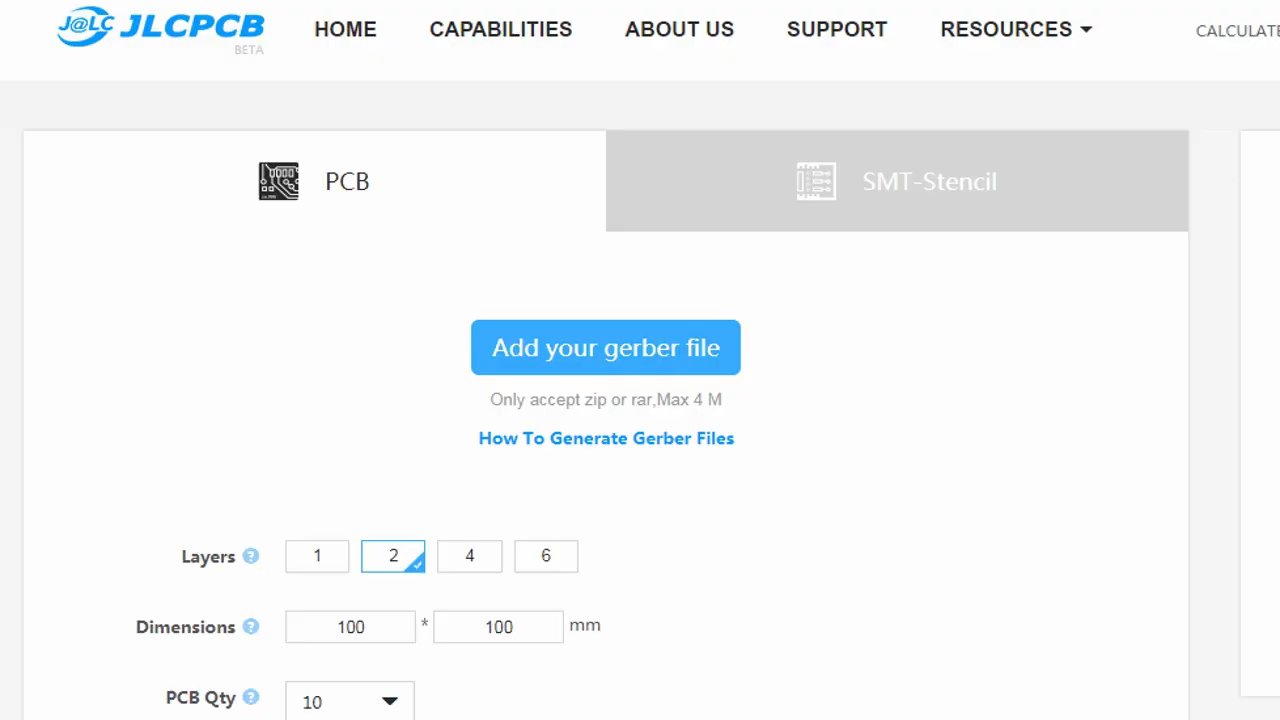 J@LC JLCPCB
BETA
HOME CAPABILITIES ABOUT US SUPPORT RESOURCES CALCULATE
PCB SMT-Stencil
Add your gerber file
Only accept zip or rar,Max 4 M
How To Generate Gerber Files
Layers ? 1 2 4 6
Dimensions ? 100 * 100 mm
PCB Qty ? 10